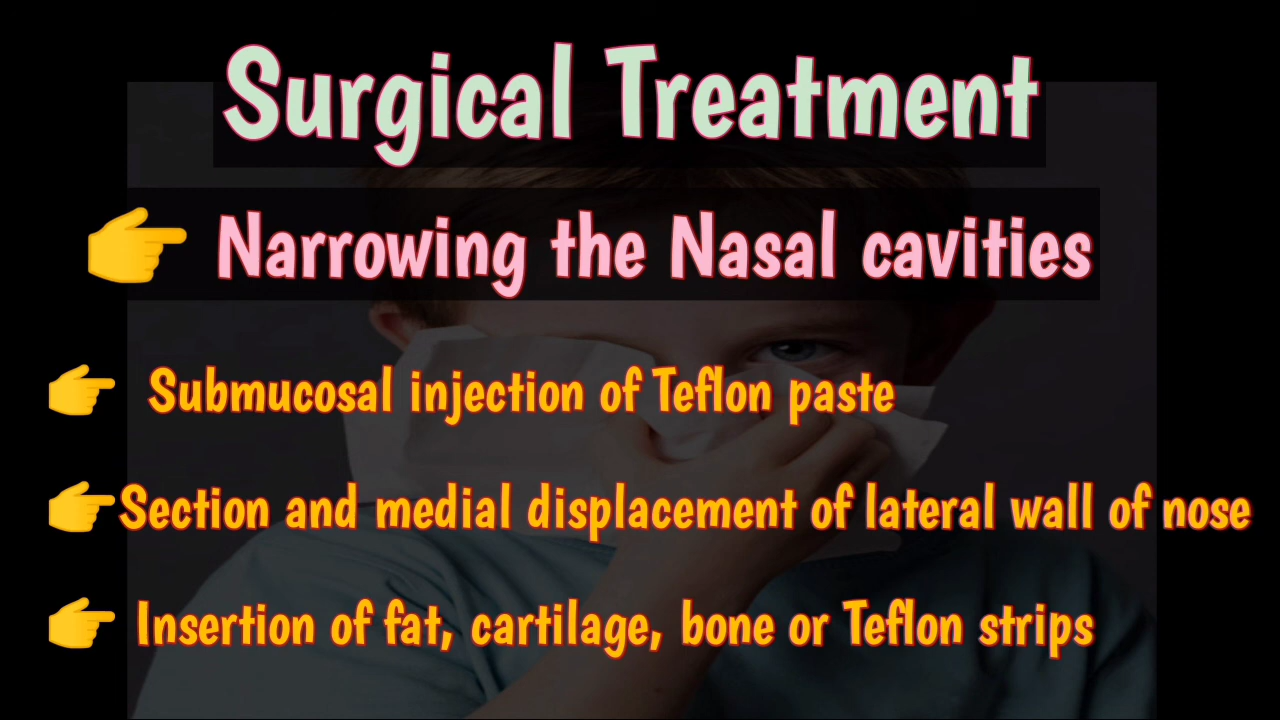 Surgical Treatment
👉 Narrowing the Nasal cavities
👉 Submucosal injection of Teflon paste
👉 Section and medial displacement of lateral wall of nose
👉 Insertion of fat, cartilage, bone or Teflon strips